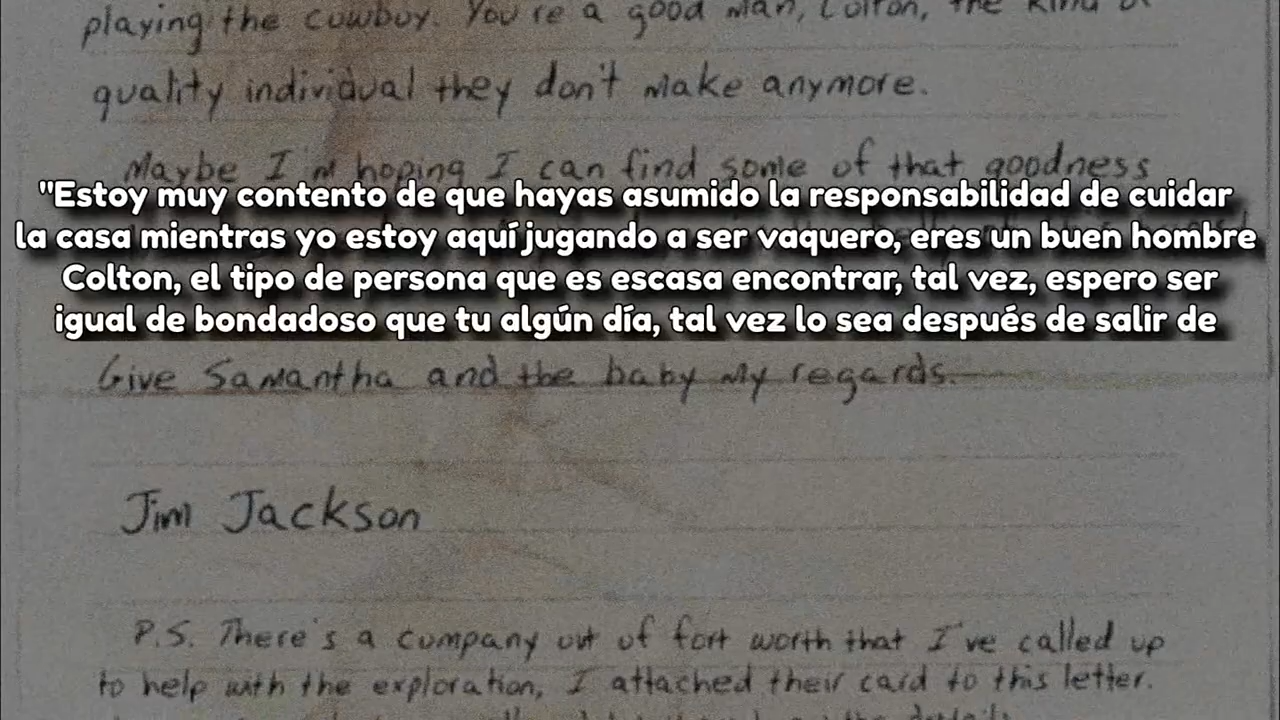 playing the cowboy. You're a good man, Colton, the kind of
quality individual they don't make anymore.
Maybe I'm hoping I can find some of that goodness
"Estoy muy contento de que hayas asumido la responsabilidad de cuidar
la casa mientras yo estoy aquí jugando a ser vaquero, eres un buen hombre
Colton, el tipo de persona que es escasa encontrar, tal vez, espero ser
igual de bondadoso que tu algún día, tal vez lo sea después de salir de
Give Samantha and the baby my regards.
Jim Jackson
P.S. There's a company out of fort worth that I've called up
to help with the exploration, I attached their card to this letter.
details